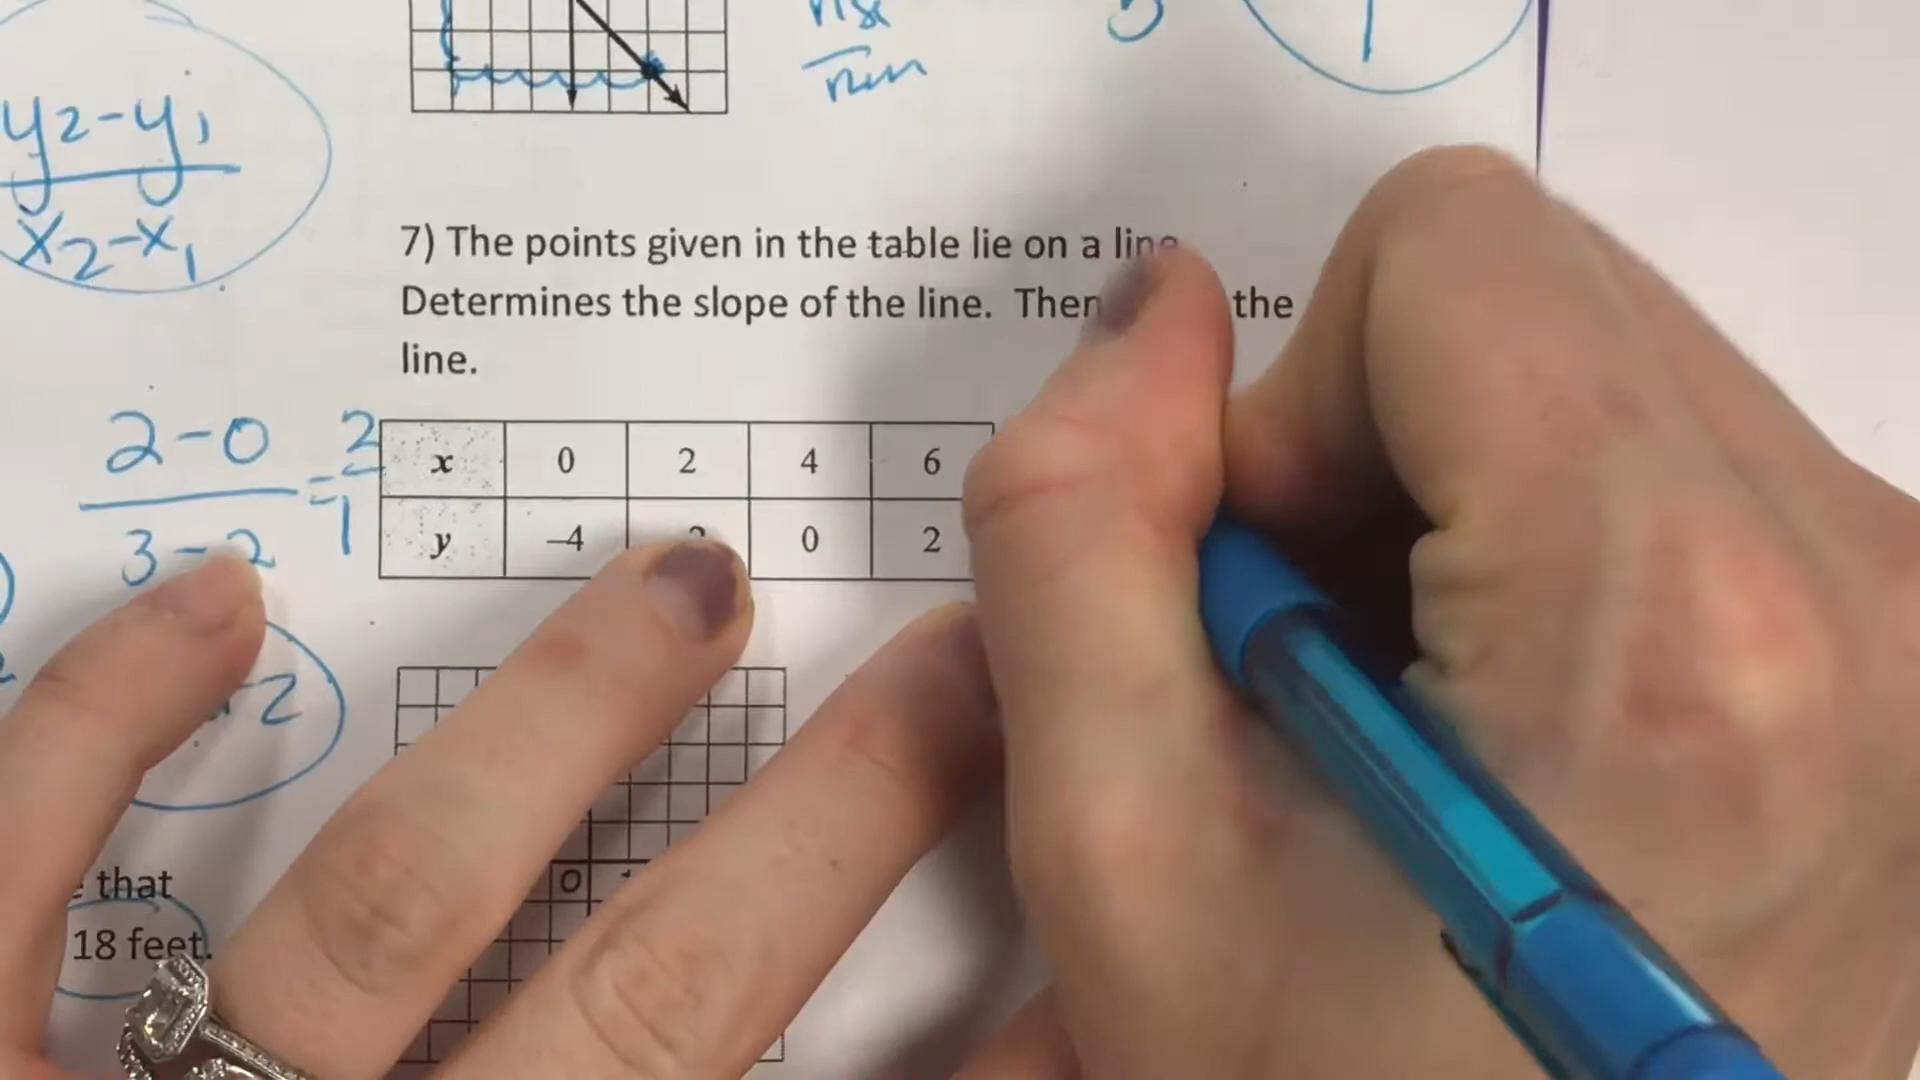 rise
run
y2-y1
x2-x1
7) The points given in the table lie on a line
Determines the slope of the line. Then the
line.
2-0 = 2
3-2 1
x 0 2 4 6
y -4 0 2
2
O
that
18 feet.